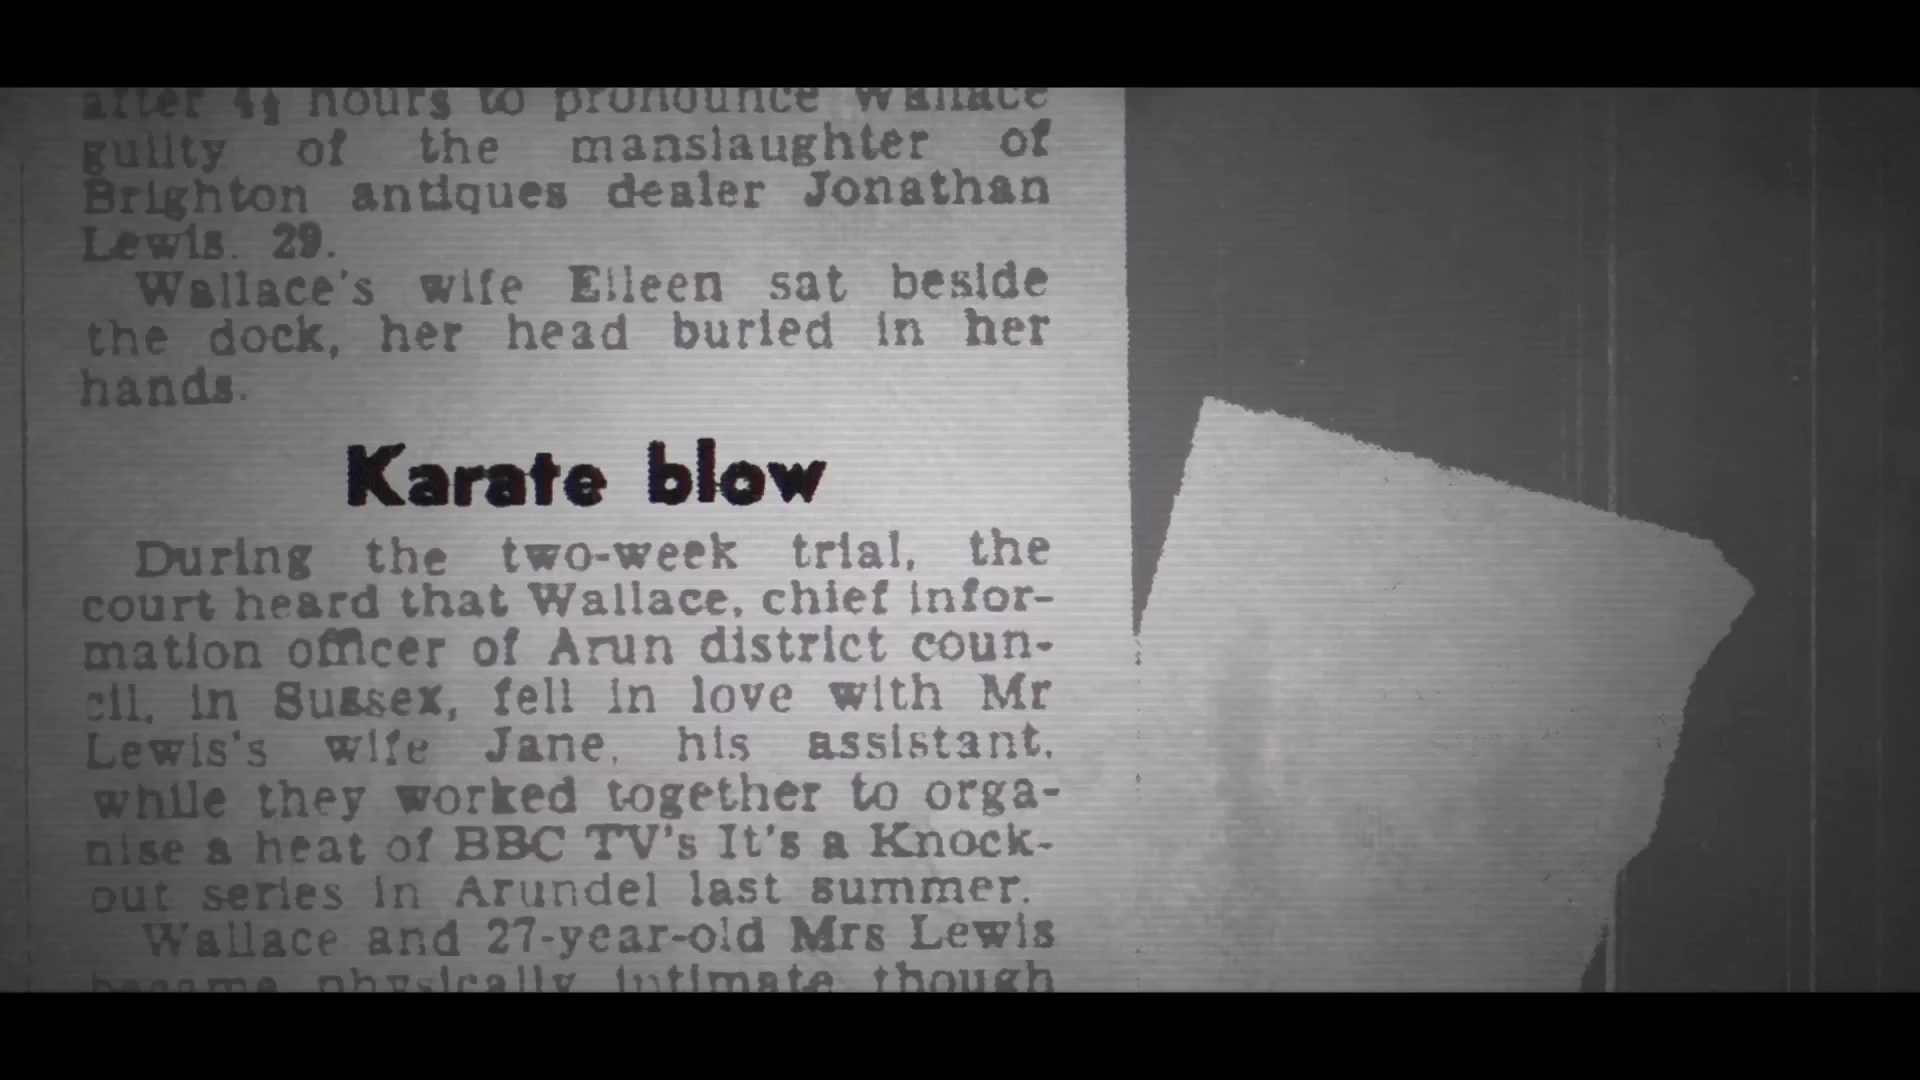 after 4½ hours to pronounce Wallace
guilty of the manslaughter of
Brighton antiques dealer Jonathan
Lewis, 29.
Wallace's wife Eileen sat beside
the dock, her head buried in her
hands.
Karate blow
During the two-week trial, the
court heard that Wallace, chief infor-
mation officer of Arun district coun-
cil, in Sussex, fell in love with Mr
Lewis's wife Jane, his assistant,
while they worked together to orga-
nise a heat of BBC TV's It's a Knock-
out series in Arundel last summer.
Wallace and 27-year-old Mrs Lewis
became physically intimate though